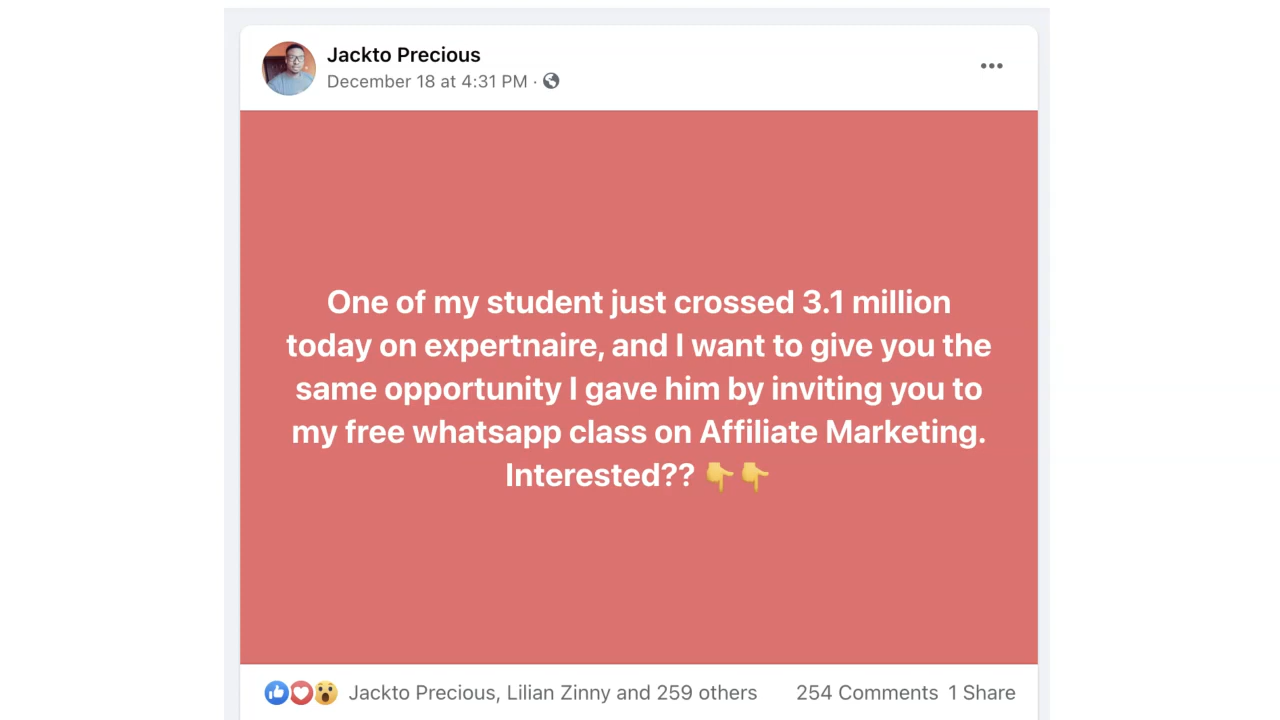 Jackto Precious
December 18 at 4:31 PM ·
One of my student just crossed 3.1 million
today on expertnaire, and I want to give you the
same opportunity I gave him by inviting you to
my free whatsapp class on Affiliate Marketing.
Interested?? 👇👇
Jackto Precious, Lilian Zinny and 259 others 254 Comments 1 Share